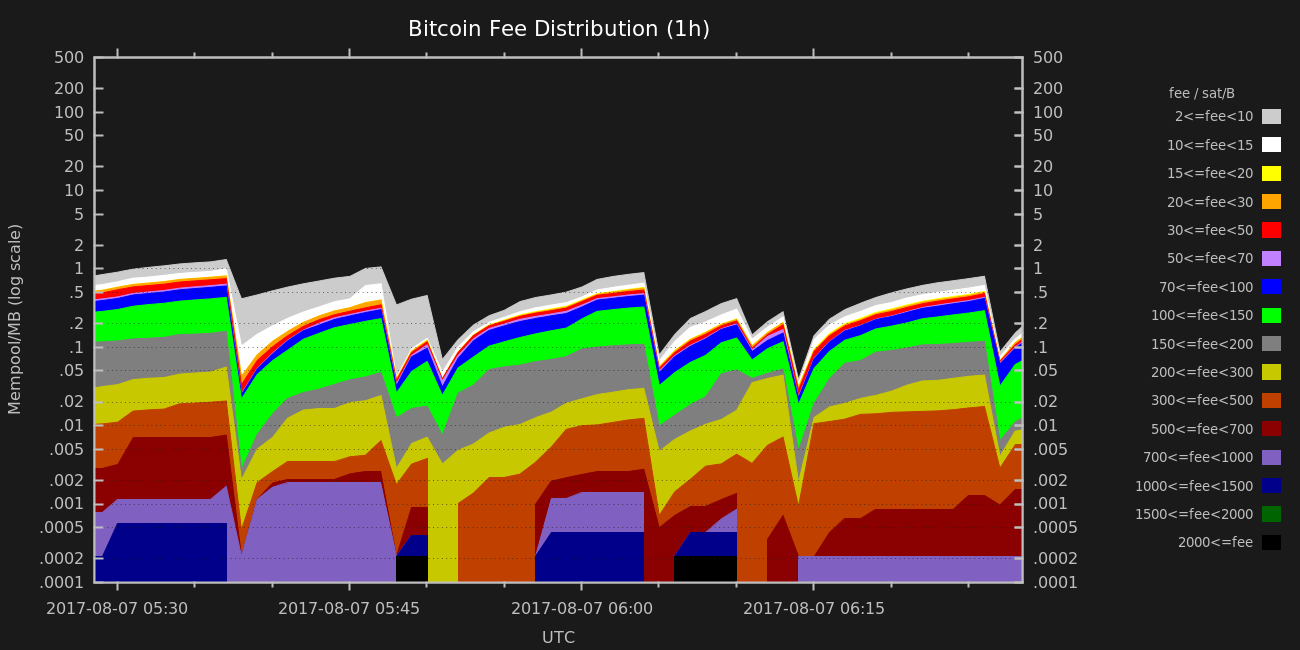 Bitcoin Fee Distribution (1h)
500 500
200 200
100 100
50 50
20 20
10 10
5 5
2 2
1 1
.5 .5
.2 .2
.1 .1
.05 .05
.02 .02
.01 .01
.005 .005
.002 .002
.001 .001
.0005 .0005
.0002 .0002
.0001 .0001
Mempool/MB (log scale)
2017-08-07 05:30 2017-08-07 05:45 2017-08-07 06:00 2017-08-07 06:15
UTC
fee / sat/B
2<=fee<10
10<=fee<15
15<=fee<20
20<=fee<30
30<=fee<50
50<=fee<70
70<=fee<100
100<=fee<150
150<=fee<200
200<=fee<300
300<=fee<500
500<=fee<700
700<=fee<1000
1000<=fee<1500
1500<=fee<2000
2000<=fee